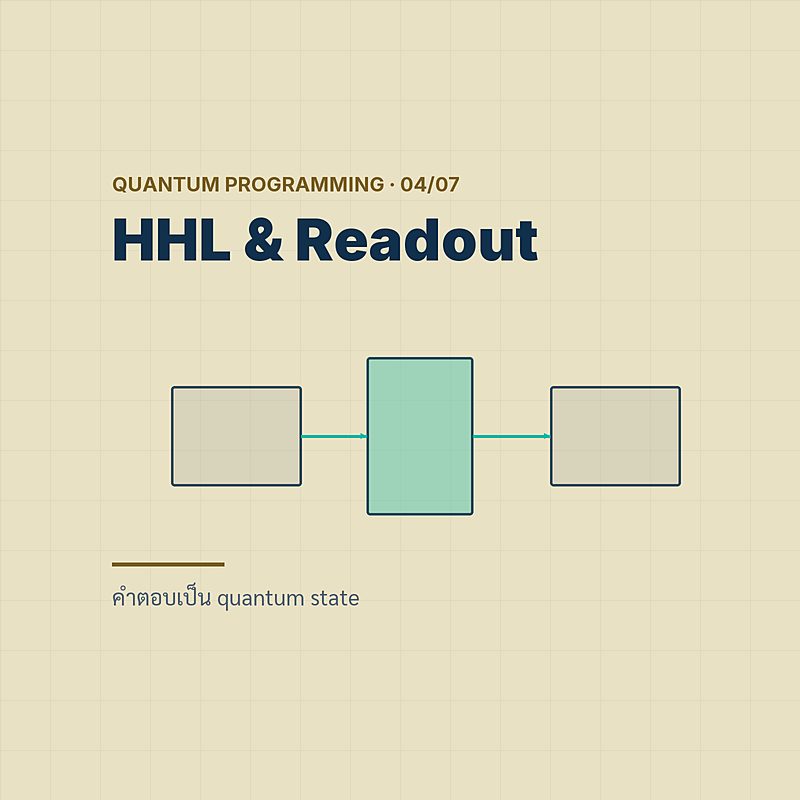 QUANTUM PROGRAMMING · 04/07
HHL & Readout
คำตอบเป็น quantum state